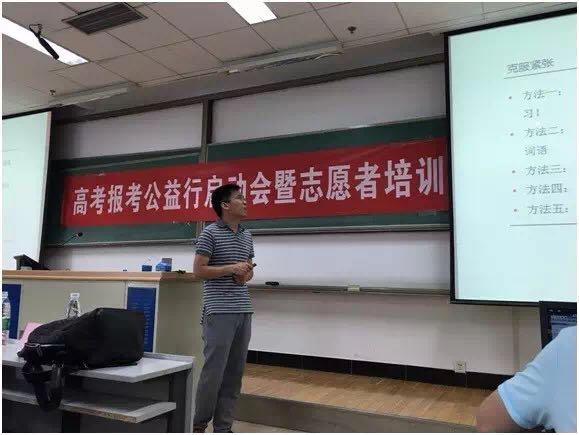 高考报考公益行启动会暨志愿者培训
克服紧张
方法一：
习！
方法二：
词语
方法三：
方法四：
方法五：